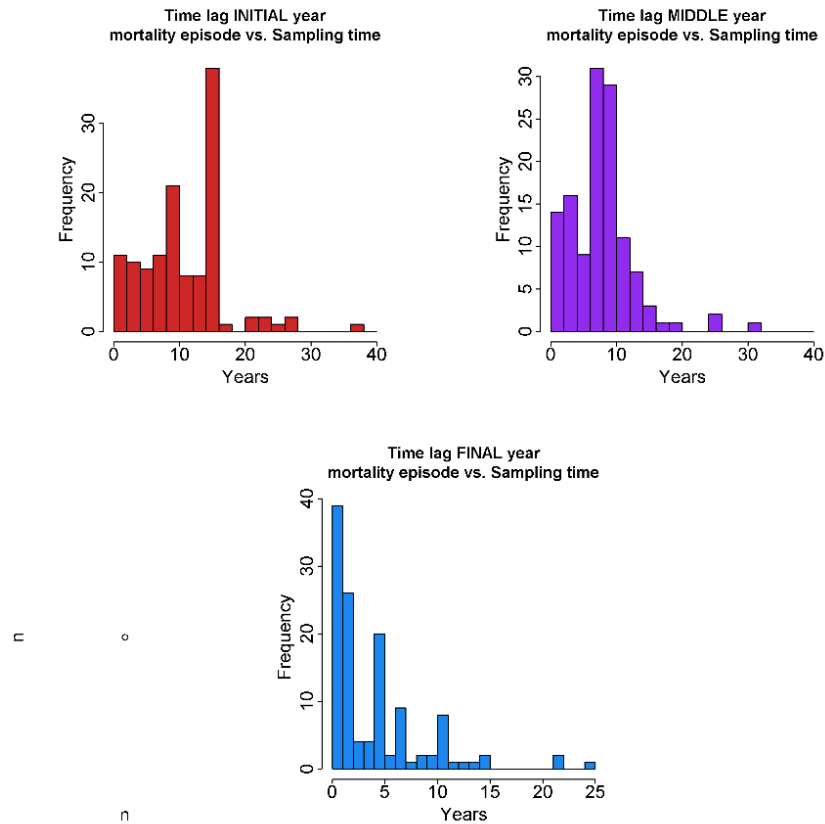 Time lag INITIAL year
mortality episode vs. Sampling time
Frequency
0
10
20
30
0 10 20 30 40
Years
Time lag MIDDLE year
mortality episode vs. Sampling time
Frequency
0
5
10
15
20
25
30
0 10 20 30 40
Years
n
n
Time lag FINAL year
mortality episode vs. Sampling time
Frequency
0
10
20
30
40
0 5 10 15 20 25
Years